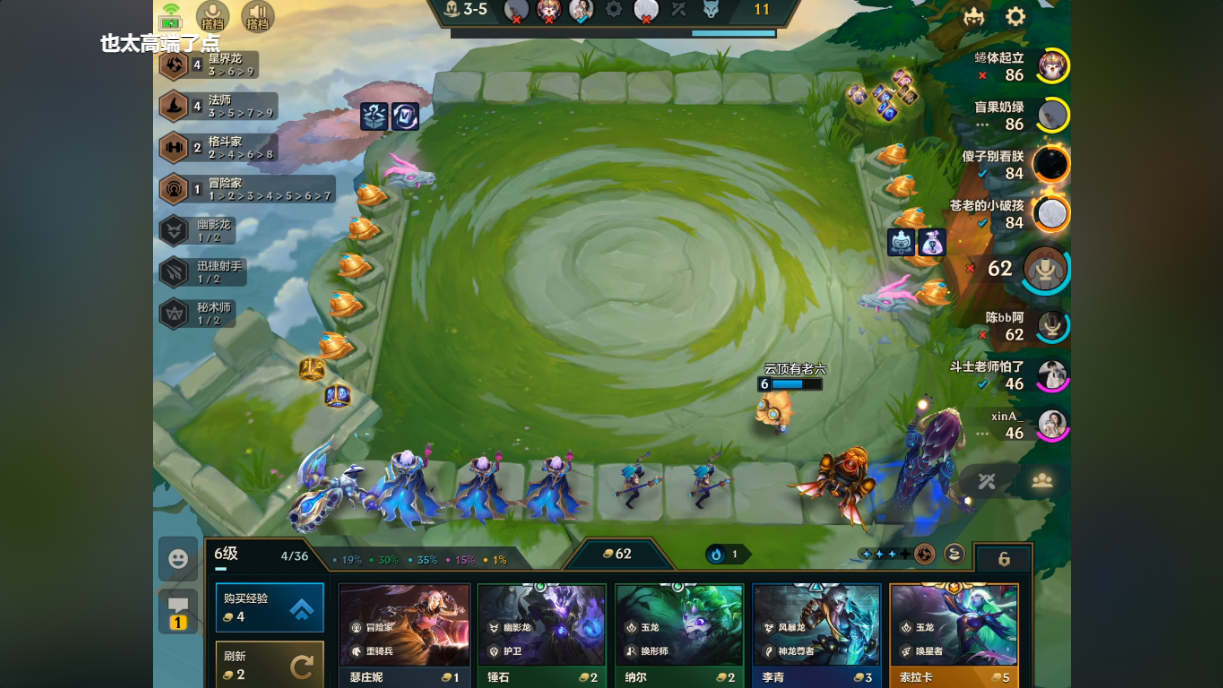 搭档
搭档
3-5
11
也太高端了点
4 星界龙
3 > 6 > 9
4 法师
3 > 5 > 7 > 9
2 格斗家
2 > 4 > 6 > 8
1 冒险家
1 > 2 > 3 > 4 > 5 > 6 > 7
幽影龙
1 / 2
迅捷射手
1 / 2
秘术师
1 / 2
蜷体起立
86
盲果奶绿
86
傻子别看朕
84
苍老的小破孩
84
62
陈bb阿
62
斗士老师怕了
46
xinA_
46
云顶有老六
6
6级
4/36
19% 30% 35% 15% 1%
62
1
购买经验
4
刷新
2
1
冒险家
重骑兵
瑟庄妮 1
幽影龙
护卫
锤石 2
玉龙
换形师
纳尔 2
风暴龙
神龙尊者
李青 3
玉龙
唤星者
索拉卡 5